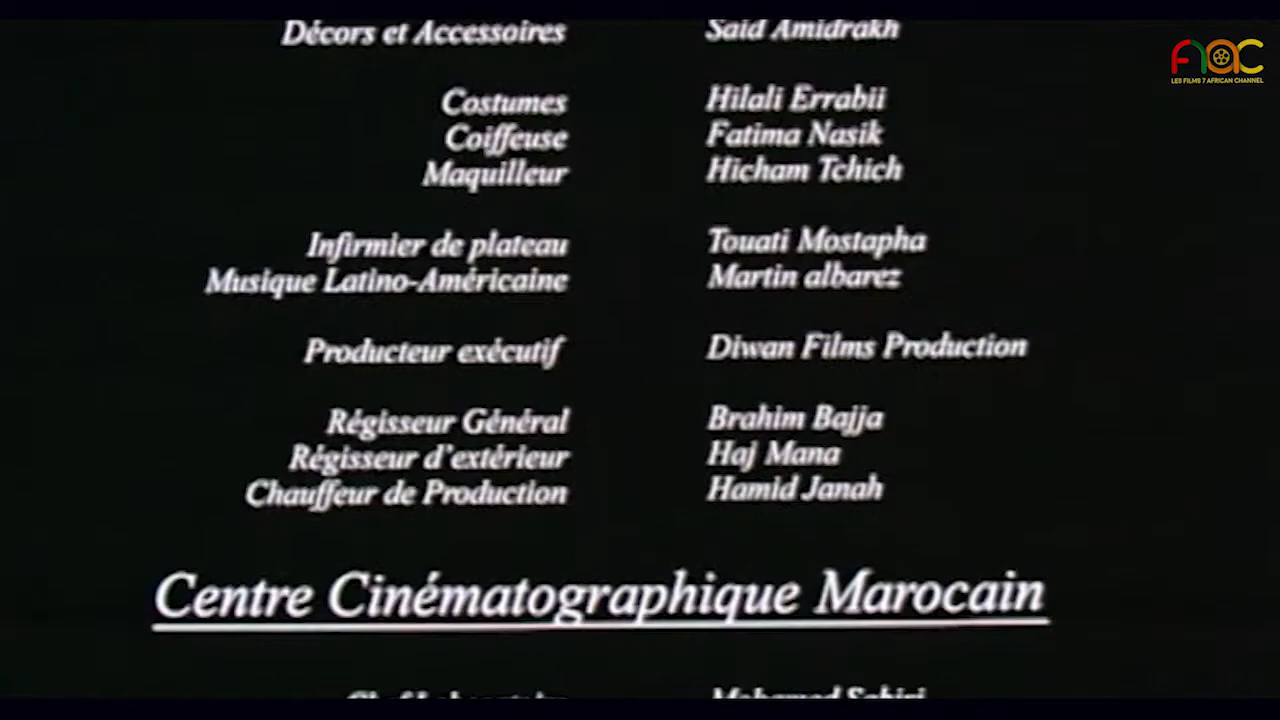 Décors et Accessoires Said Amidrakh
Costumes Hilali Errabii
Coiffeuse Fatima Nasik
Maquilleur Hicham Tchich
Infirmier de plateau Touati Mostapha
Musique Latino-Américaine Martin albarez
Producteur exécutif Diwan Films Production
Régisseur Général Brahim Bajja
Régisseur d'extérieur Haj Mana
Chauffeur de Production Hamid Janah
Centre Cinématographique Marocain
Mohamed Sabiri
LES FILMS 7 AFRICAN CHANNEL